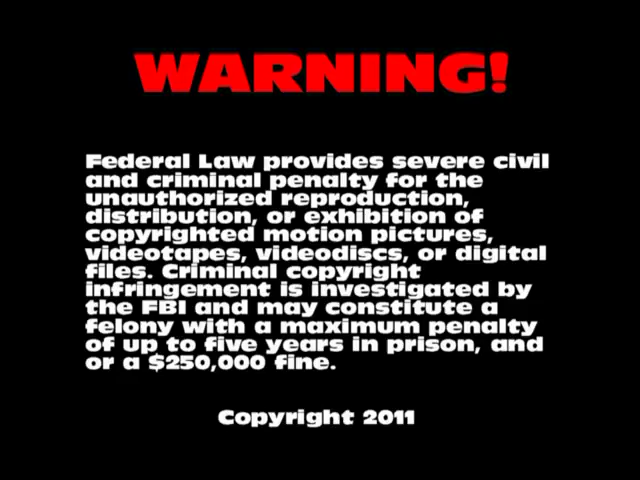 WARNING!
Federal Law provides severe civil
and criminal penalty for the
unauthorized reproduction,
distribution, or exhibition of
copyrighted motion pictures,
videotapes, videodiscs, or digital
files. Criminal copyright
infringement is investigated by
the FBI and may constitute a
felony with a maximum penalty
of up to five years in prison, and
or a $250,000 fine.
Copyright 2011